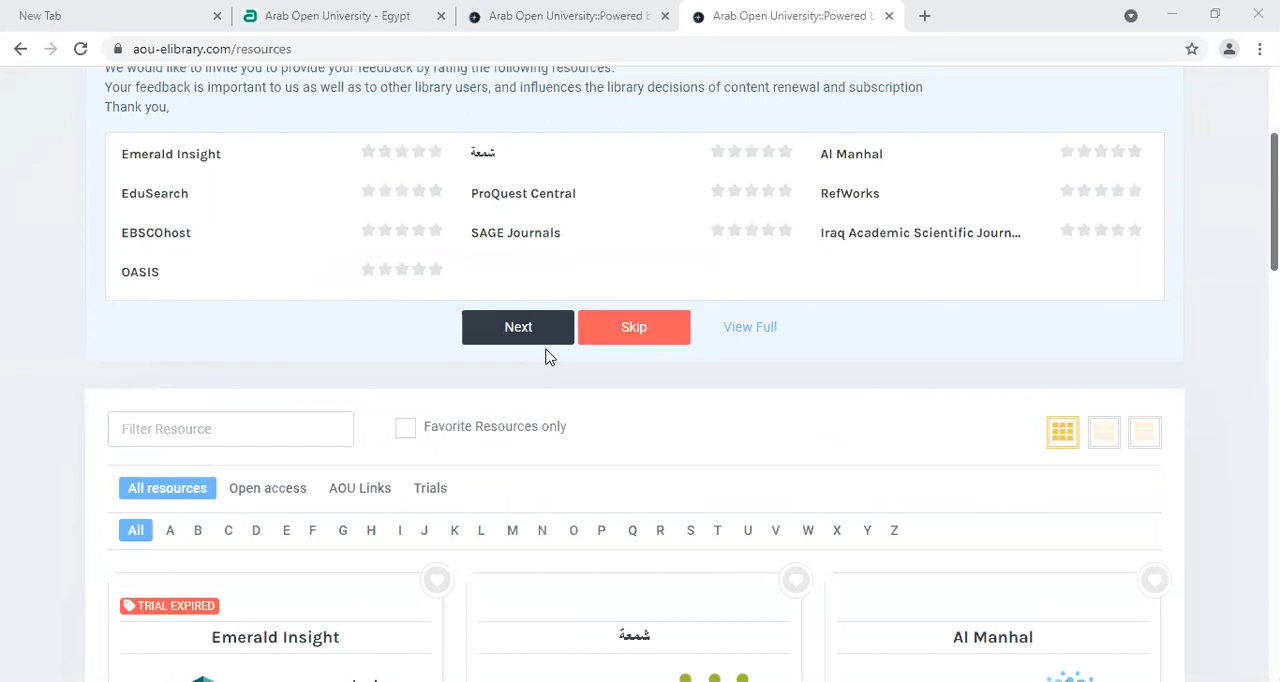 New Tab
Arab Open University - Egypt
Arab Open University::Powered b
Arab Open University::Powered b
aou-elibrary.com/resources
We would like to invite you to provide your feedback by rating the following resources.
Your feedback is important to us as well as to other library users, and influences the library decisions of content renewal and subscription
Thank you,
Emerald Insight
شمعة
Al Manhal
EduSearch
ProQuest Central
RefWorks
EBSCOhost
SAGE Journals
Iraq Academic Scientific Journ...
OASIS
Next
Skip
View Full
Filter Resource
Favorite Resources only
All resources
Open access
AOU Links
Trials
All A B C D E F G H I J K L M N O P Q R S T U V W X Y Z
TRIAL EXPIRED
Emerald Insight
شمعة
Al Manhal